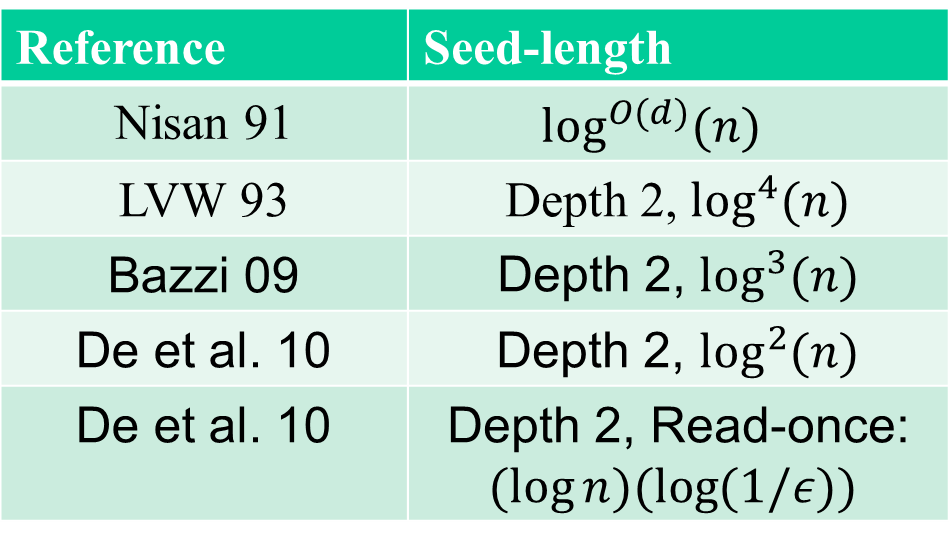 Reference Seed-length
Nisan 91 log^{O(d)}(n)
LVW 93 Depth 2, log^4(n)
Bazzi 09 Depth 2, log^3(n)
De et al. 10 Depth 2, log^2(n)
De et al. 10 Depth 2, Read-once:
(log n)(log(1/ϵ))